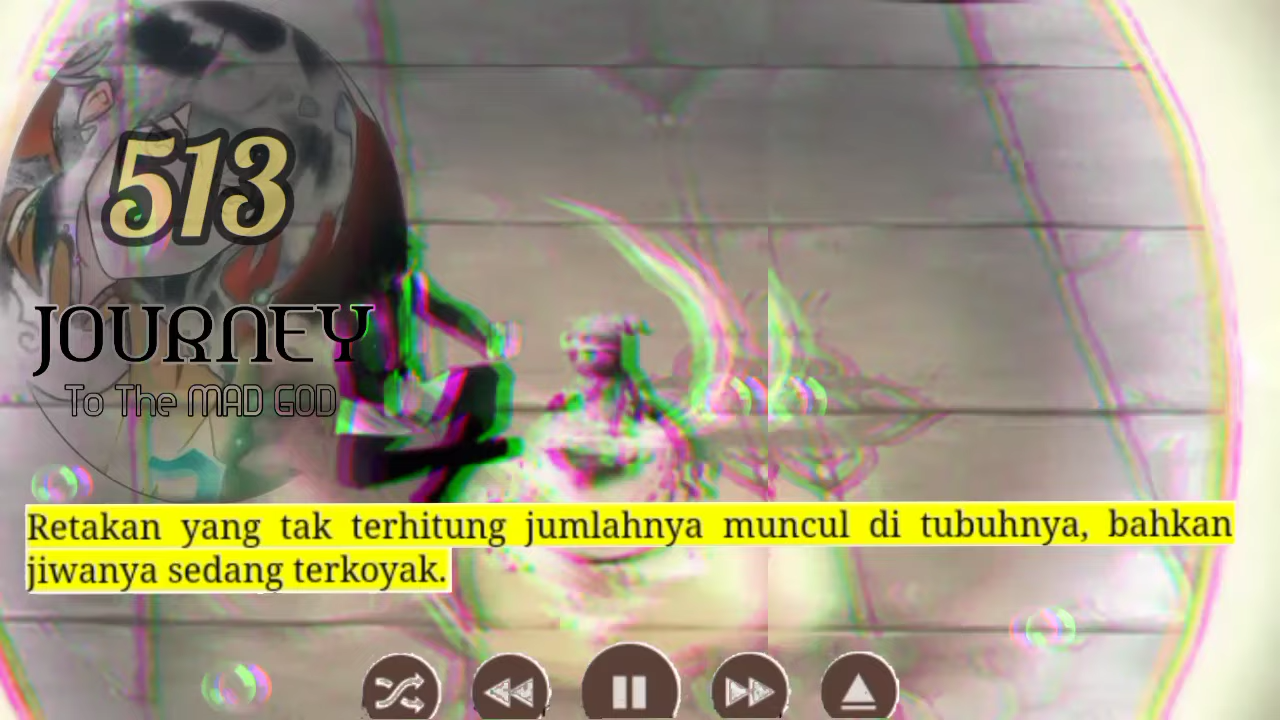 513
JOURNEY
To The MAD GOD
Retakan yang tak terhitung jumlahnya muncul di tubuhnya, bahkan
jiwanya sedang terkoyak.